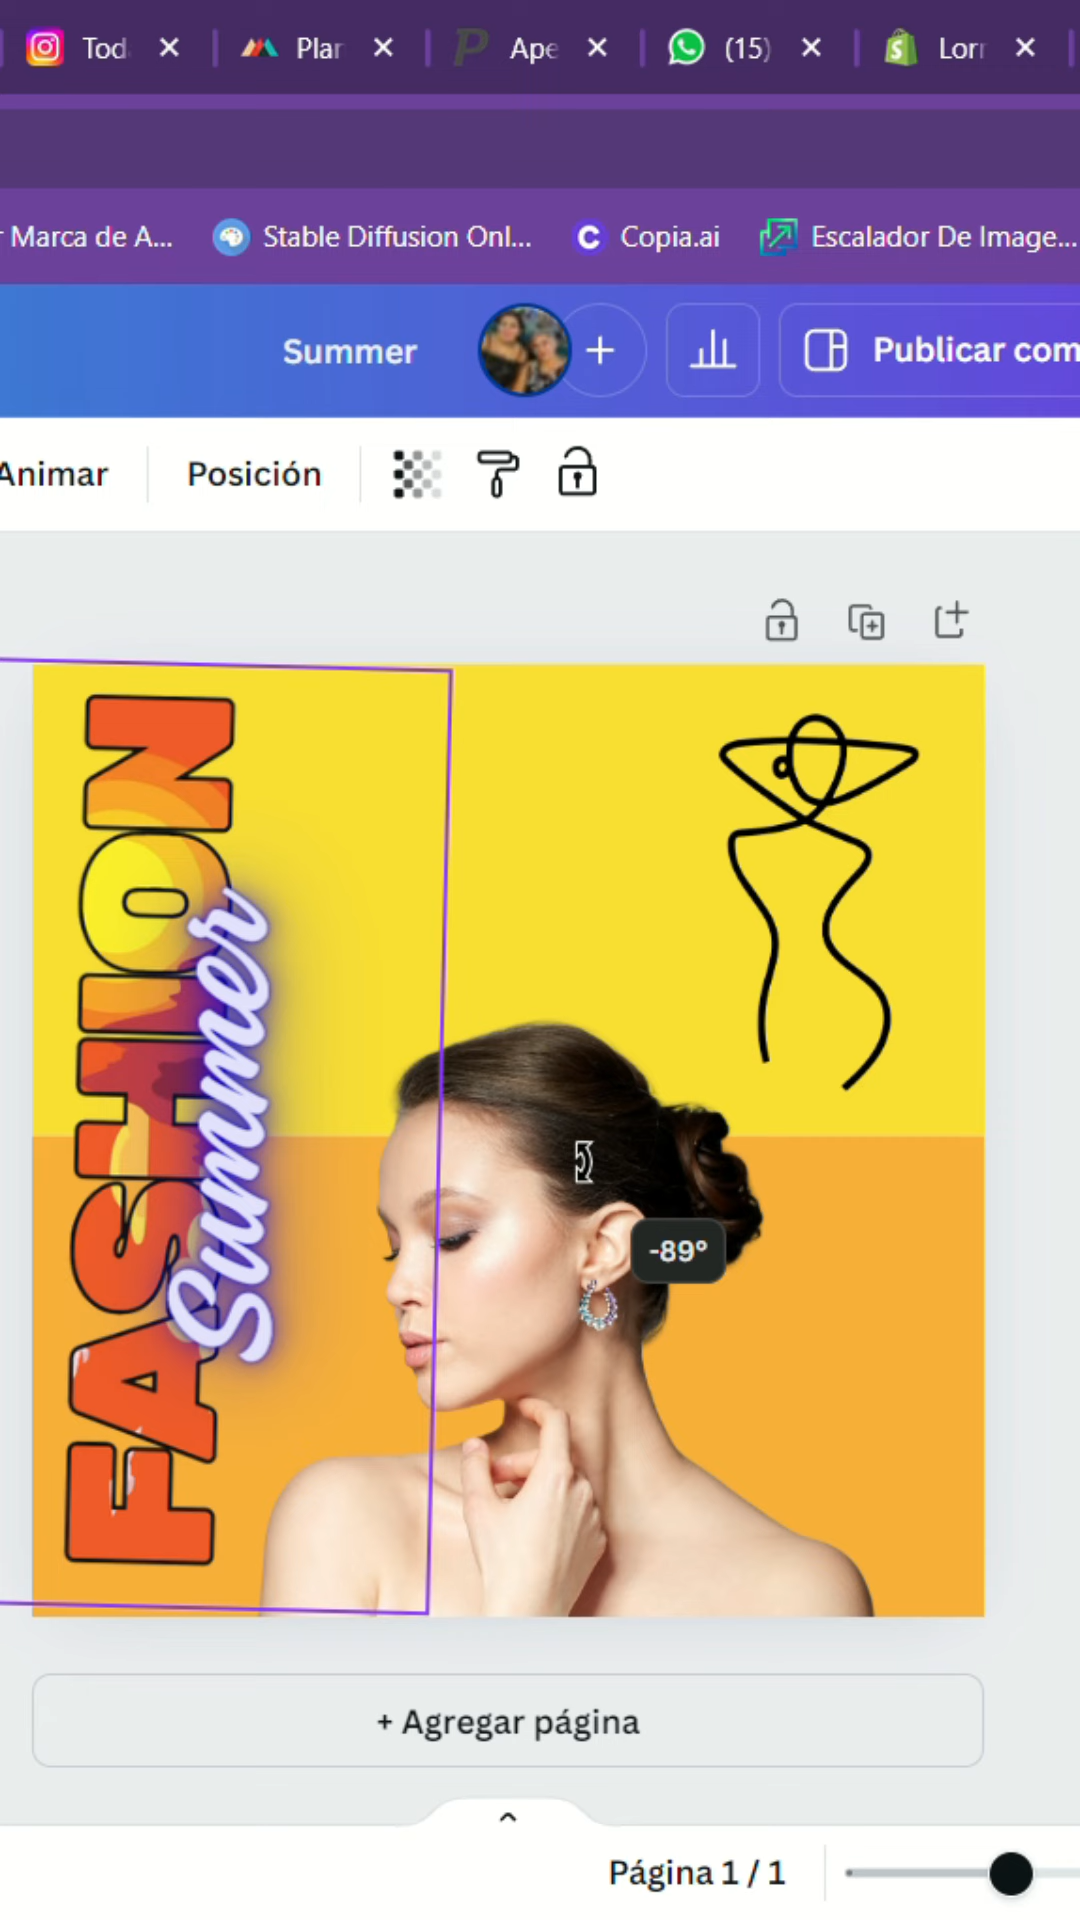 Tod
Plar
Ape
(15)
Lorr
r Marca de A...
Stable Diffusion Onl...
Copia.ai
Escalador De Image...
Summer
Publicar com
Animar
Posición
FASHION
Summer
-89°
+ Agregar página
Página 1 / 1